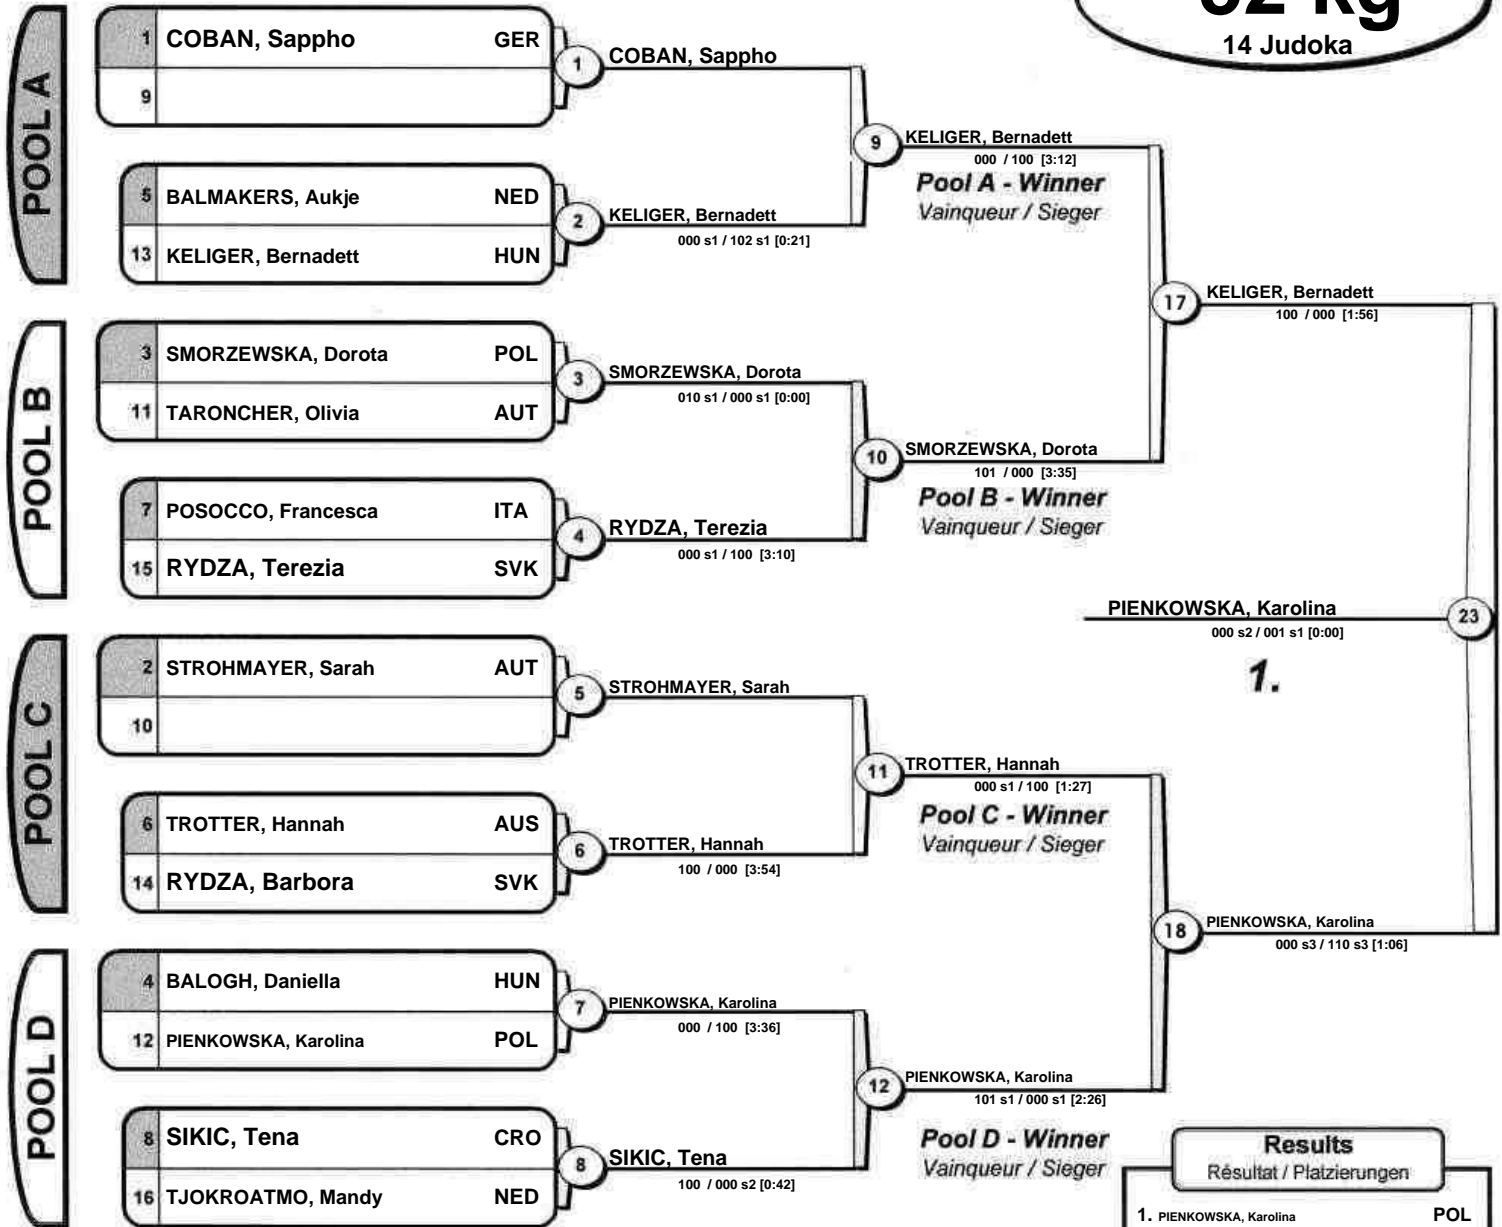 14 Judoka
POOL A
1 COBAN, Sappho GER
9
1 COBAN, Sappho
5 BALMAKERS, Aukje NED
13 KELIGER, Bernadett HUN
2 KELIGER, Bernadett
000 s1 / 102 s1 [0:21]
9 KELIGER, Bernadett
000 / 100 [3:12]
Pool A - Winner
Vainqueur / Sieger
POOL B
3 SMORZEWSKA, Dorota POL
11 TARONCHER, Olivia AUT
3 SMORZEWSKA, Dorota
010 s1 / 000 s1 [0:00]
7 POSOCCO, Francesca ITA
15 RYDZA, Terezia SVK
4 RYDZA, Terezia
000 s1 / 100 [3:10]
10 SMORZEWSKA, Dorota
101 / 000 [3:35]
Pool B - Winner
Vainqueur / Sieger
17 KELIGER, Bernadett
100 / 000 [1:56]
PIENKOWSKA, Karolina 23
000 s2 / 001 s1 [0:00]
1.
POOL C
2 STROHMAYER, Sarah AUT
10
5 STROHMAYER, Sarah
6 TROTTER, Hannah AUS
14 RYDZA, Barbora SVK
6 TROTTER, Hannah
100 / 000 [3:54]
11 TROTTER, Hannah
000 s1 / 100 [1:27]
Pool C - Winner
Vainqueur / Sieger
18 PIENKOWSKA, Karolina
000 s3 / 110 s3 [1:06]
POOL D
4 BALOGH, Daniella HUN
12 PIENKOWSKA, Karolina POL
7 PIENKOWSKA, Karolina
000 / 100 [3:36]
8 SIKIC, Tena CRO
16 TJOKROATMO, Mandy NED
8 SIKIC, Tena
100 / 000 s2 [0:42]
12 PIENKOWSKA, Karolina
101 s1 / 000 s1 [2:26]
Pool D - Winner
Vainqueur / Sieger
Results
Résultat / Platzierungen
1. PIENKOWSKA, Karolina POL